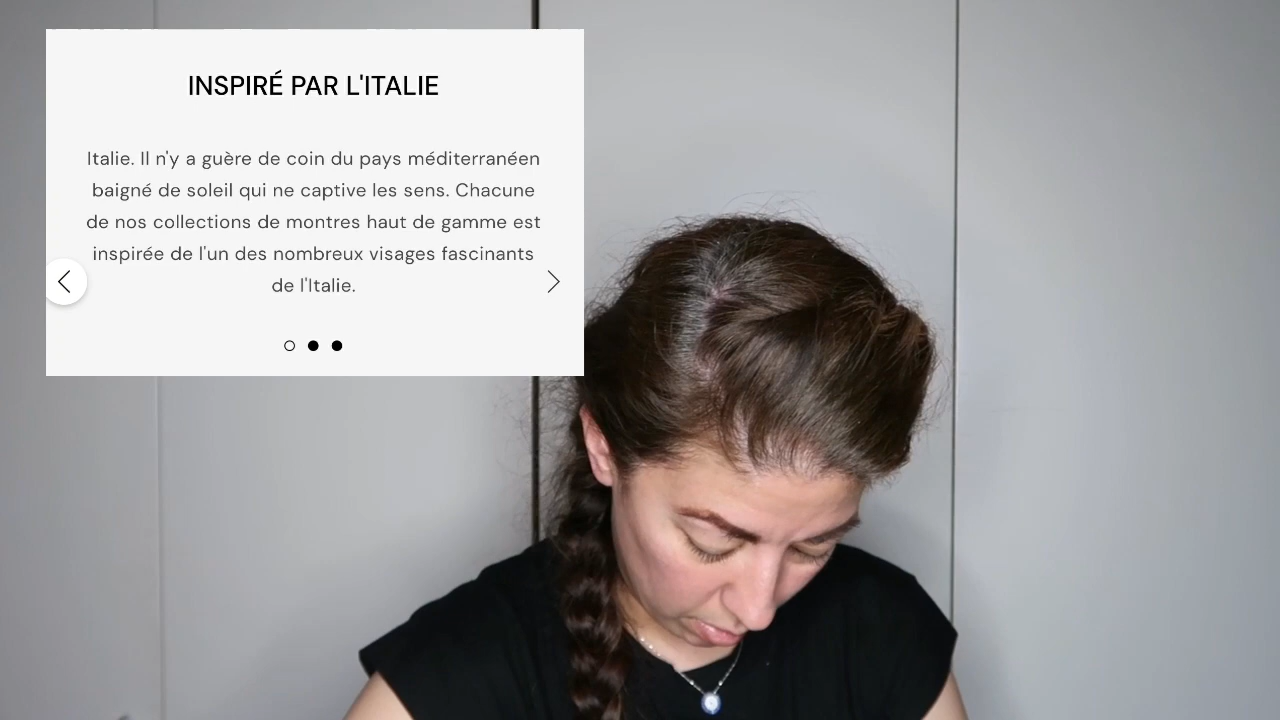 INSPIRÉ PAR L'ITALIE
Italie. Il n'y a guère de coin du pays méditerranéen
baigné de soleil qui ne captive les sens. Chacune
de nos collections de montres haut de gamme est
inspirée de l'un des nombreux visages fascinants
de l'Italie.